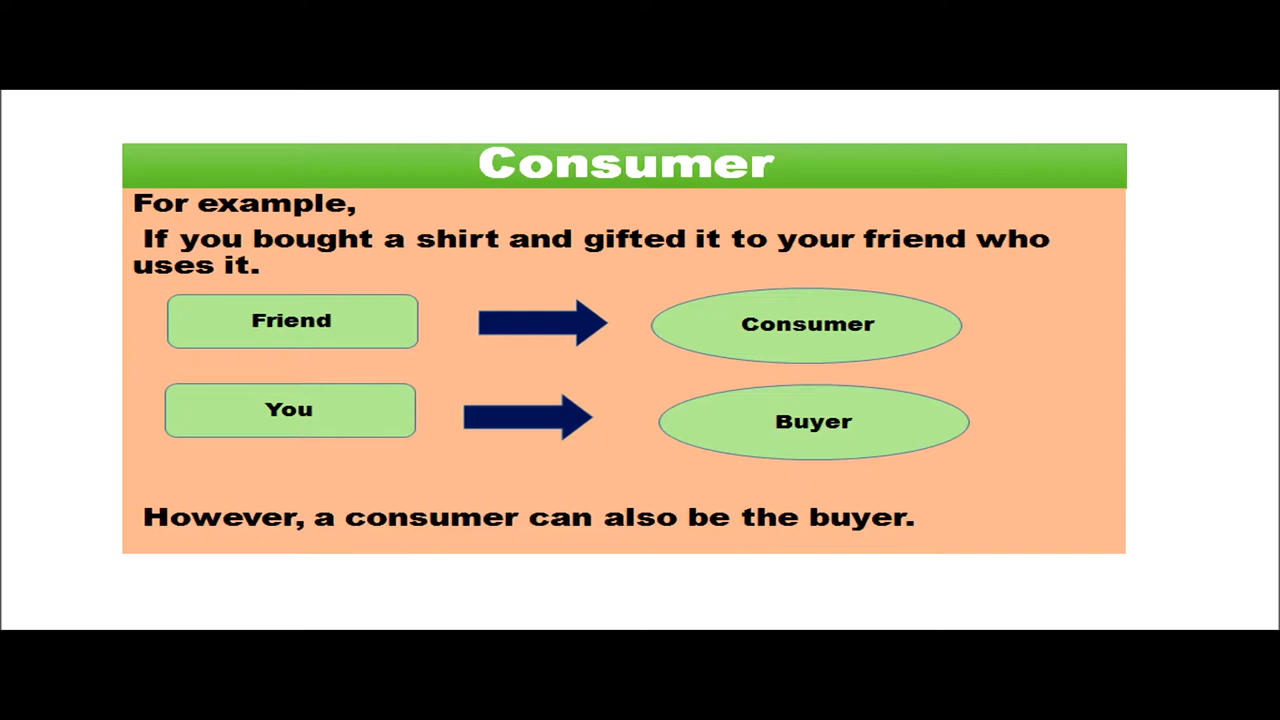 Consumer
For example,
If you bought a shirt and gifted it to your friend who
uses it.
Friend
Consumer
You
Buyer
However, a consumer can also be the buyer.